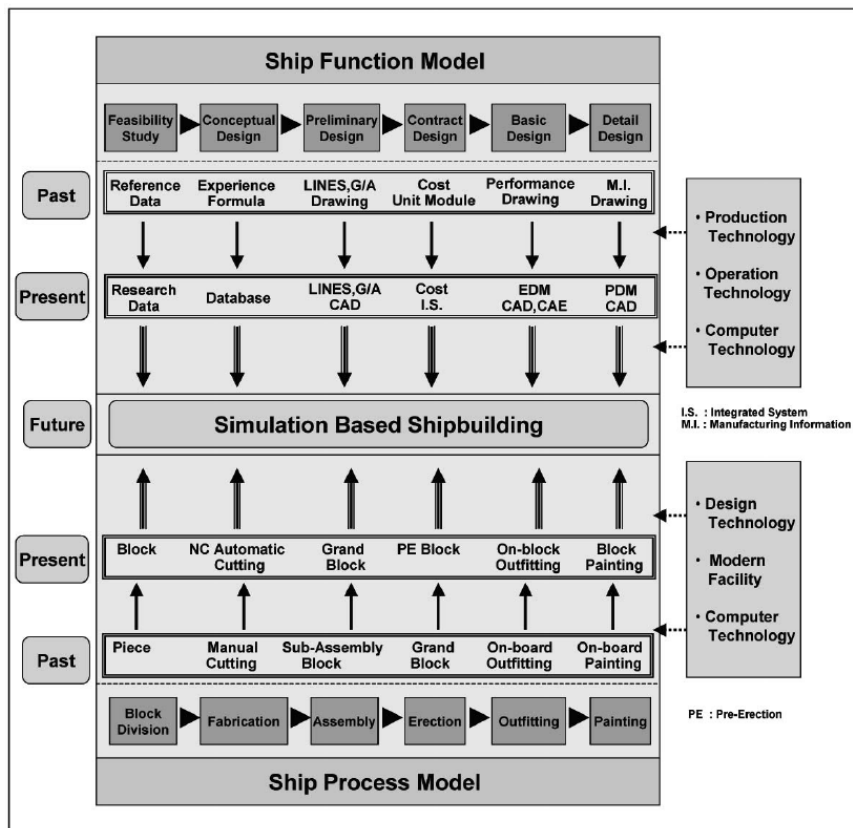 Ship Function Model
Feasibility Study
Conceptual Design
Preliminary Design
Contract Design
Basic Design
Detail Design
Past
Reference Data
Experience Formula
LINES,G/A Drawing
Cost Unit Module
Performance Drawing
M.I. Drawing
• Production Technology
• Operation Technology
• Computer Technology
Present
Research Data
Database
LINES,G/A CAD
Cost I.S.
EDM CAD,CAE
PDM CAD
I.S. : Integrated System
M.I. : Manufacturing Information
Future
Simulation Based Shipbuilding
• Design Technology
• Modern Facility
• Computer Technology
Present
Block
NC Automatic Cutting
Grand Block
PE Block
On-block Outfitting
Block Painting
Past
Piece
Manual Cutting
Sub-Assembly Block
Grand Block
On-board Outfitting
On-board Painting
Block Division
Fabrication
Assembly
Erection
Outfitting
Painting
PE : Pre-Erection
Ship Process Model